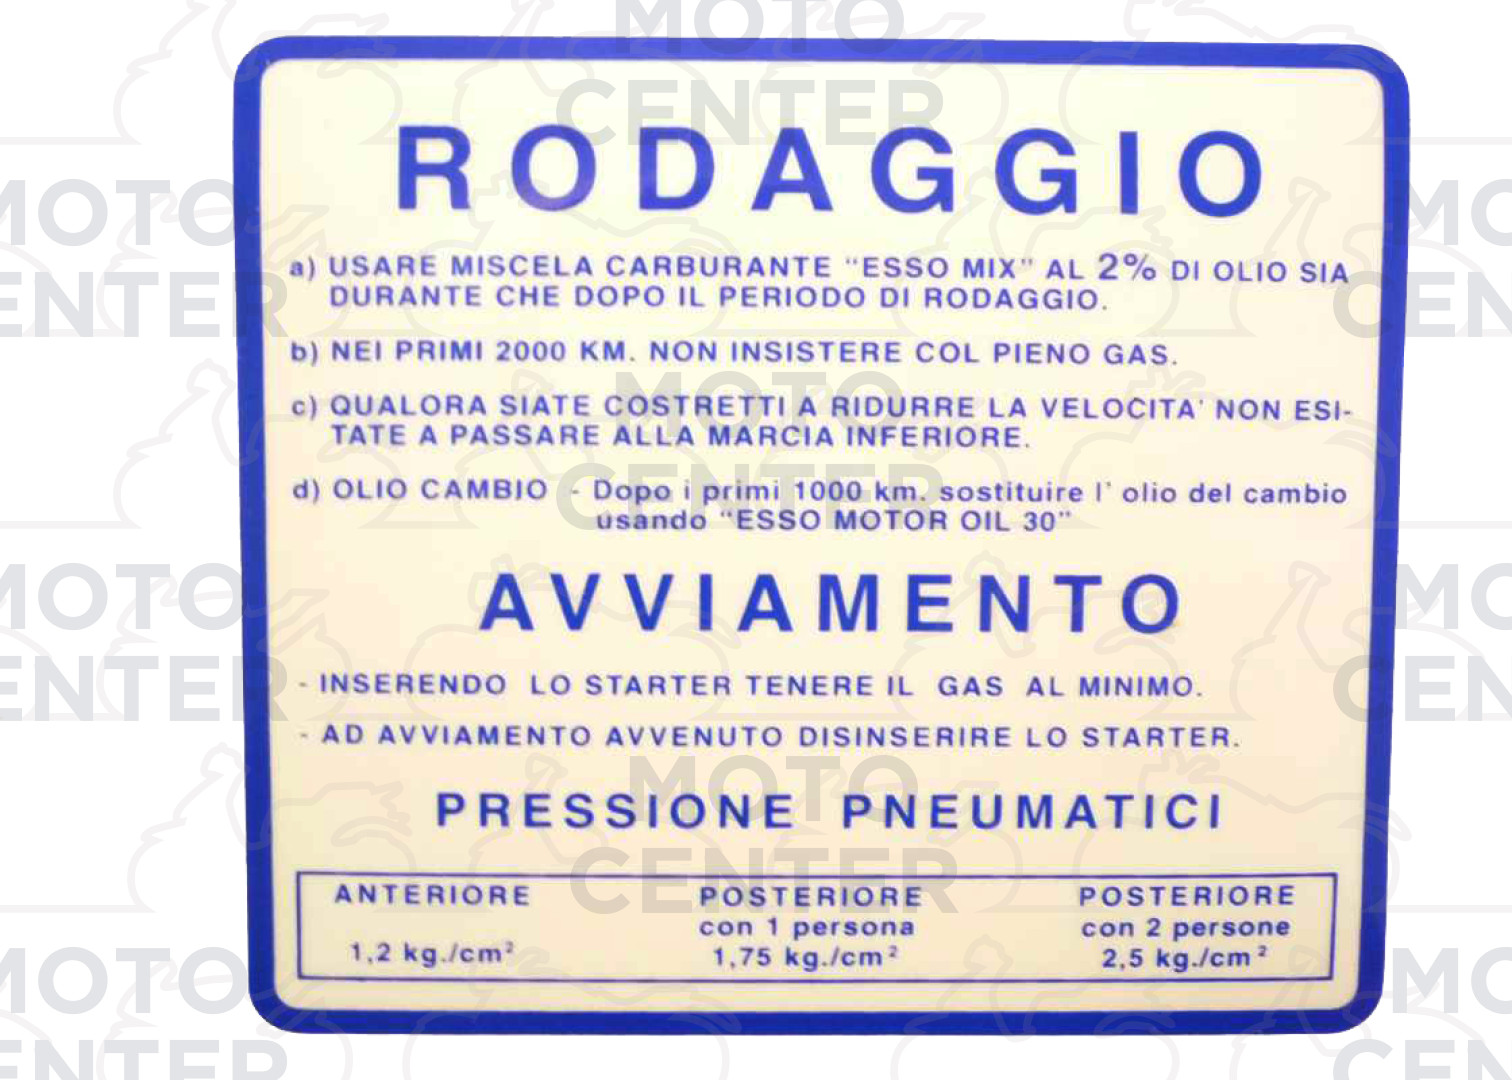 RODAGGIO
a) USARE MISCELA CARBURANTE "ESSO MIX" AL 2% DI OLIO SIA
DURANTE CHE DOPO IL PERIODO DI RODAGGIO.
b) NEI PRIMI 2000 KM. NON INSISTERE COL PIENO GAS.
c) QUALORA SIATE COSTRETTI A RIDURRE LA VELOCITA' NON ESI-
TATE A PASSARE ALLA MARCIA INFERIORE.
d) OLIO CAMBIO - Dopo i primi 1000 km. sostituire l' olio del cambio
usando "ESSO MOTOR OIL 30"
AVVIAMENTO
- INSERENDO LO STARTER TENERE IL GAS AL MINIMO.
- AD AVVIAMENTO AVVENUTO DISINSERIRE LO STARTER.
PRESSIONE PNEUMATICI
ANTERIORE POSTERIORE POSTERIORE
con 1 persona con 2 persone
1,2 kg./cm² 1,75 kg./cm² 2,5 kg./cm²
MOTO
CENTER